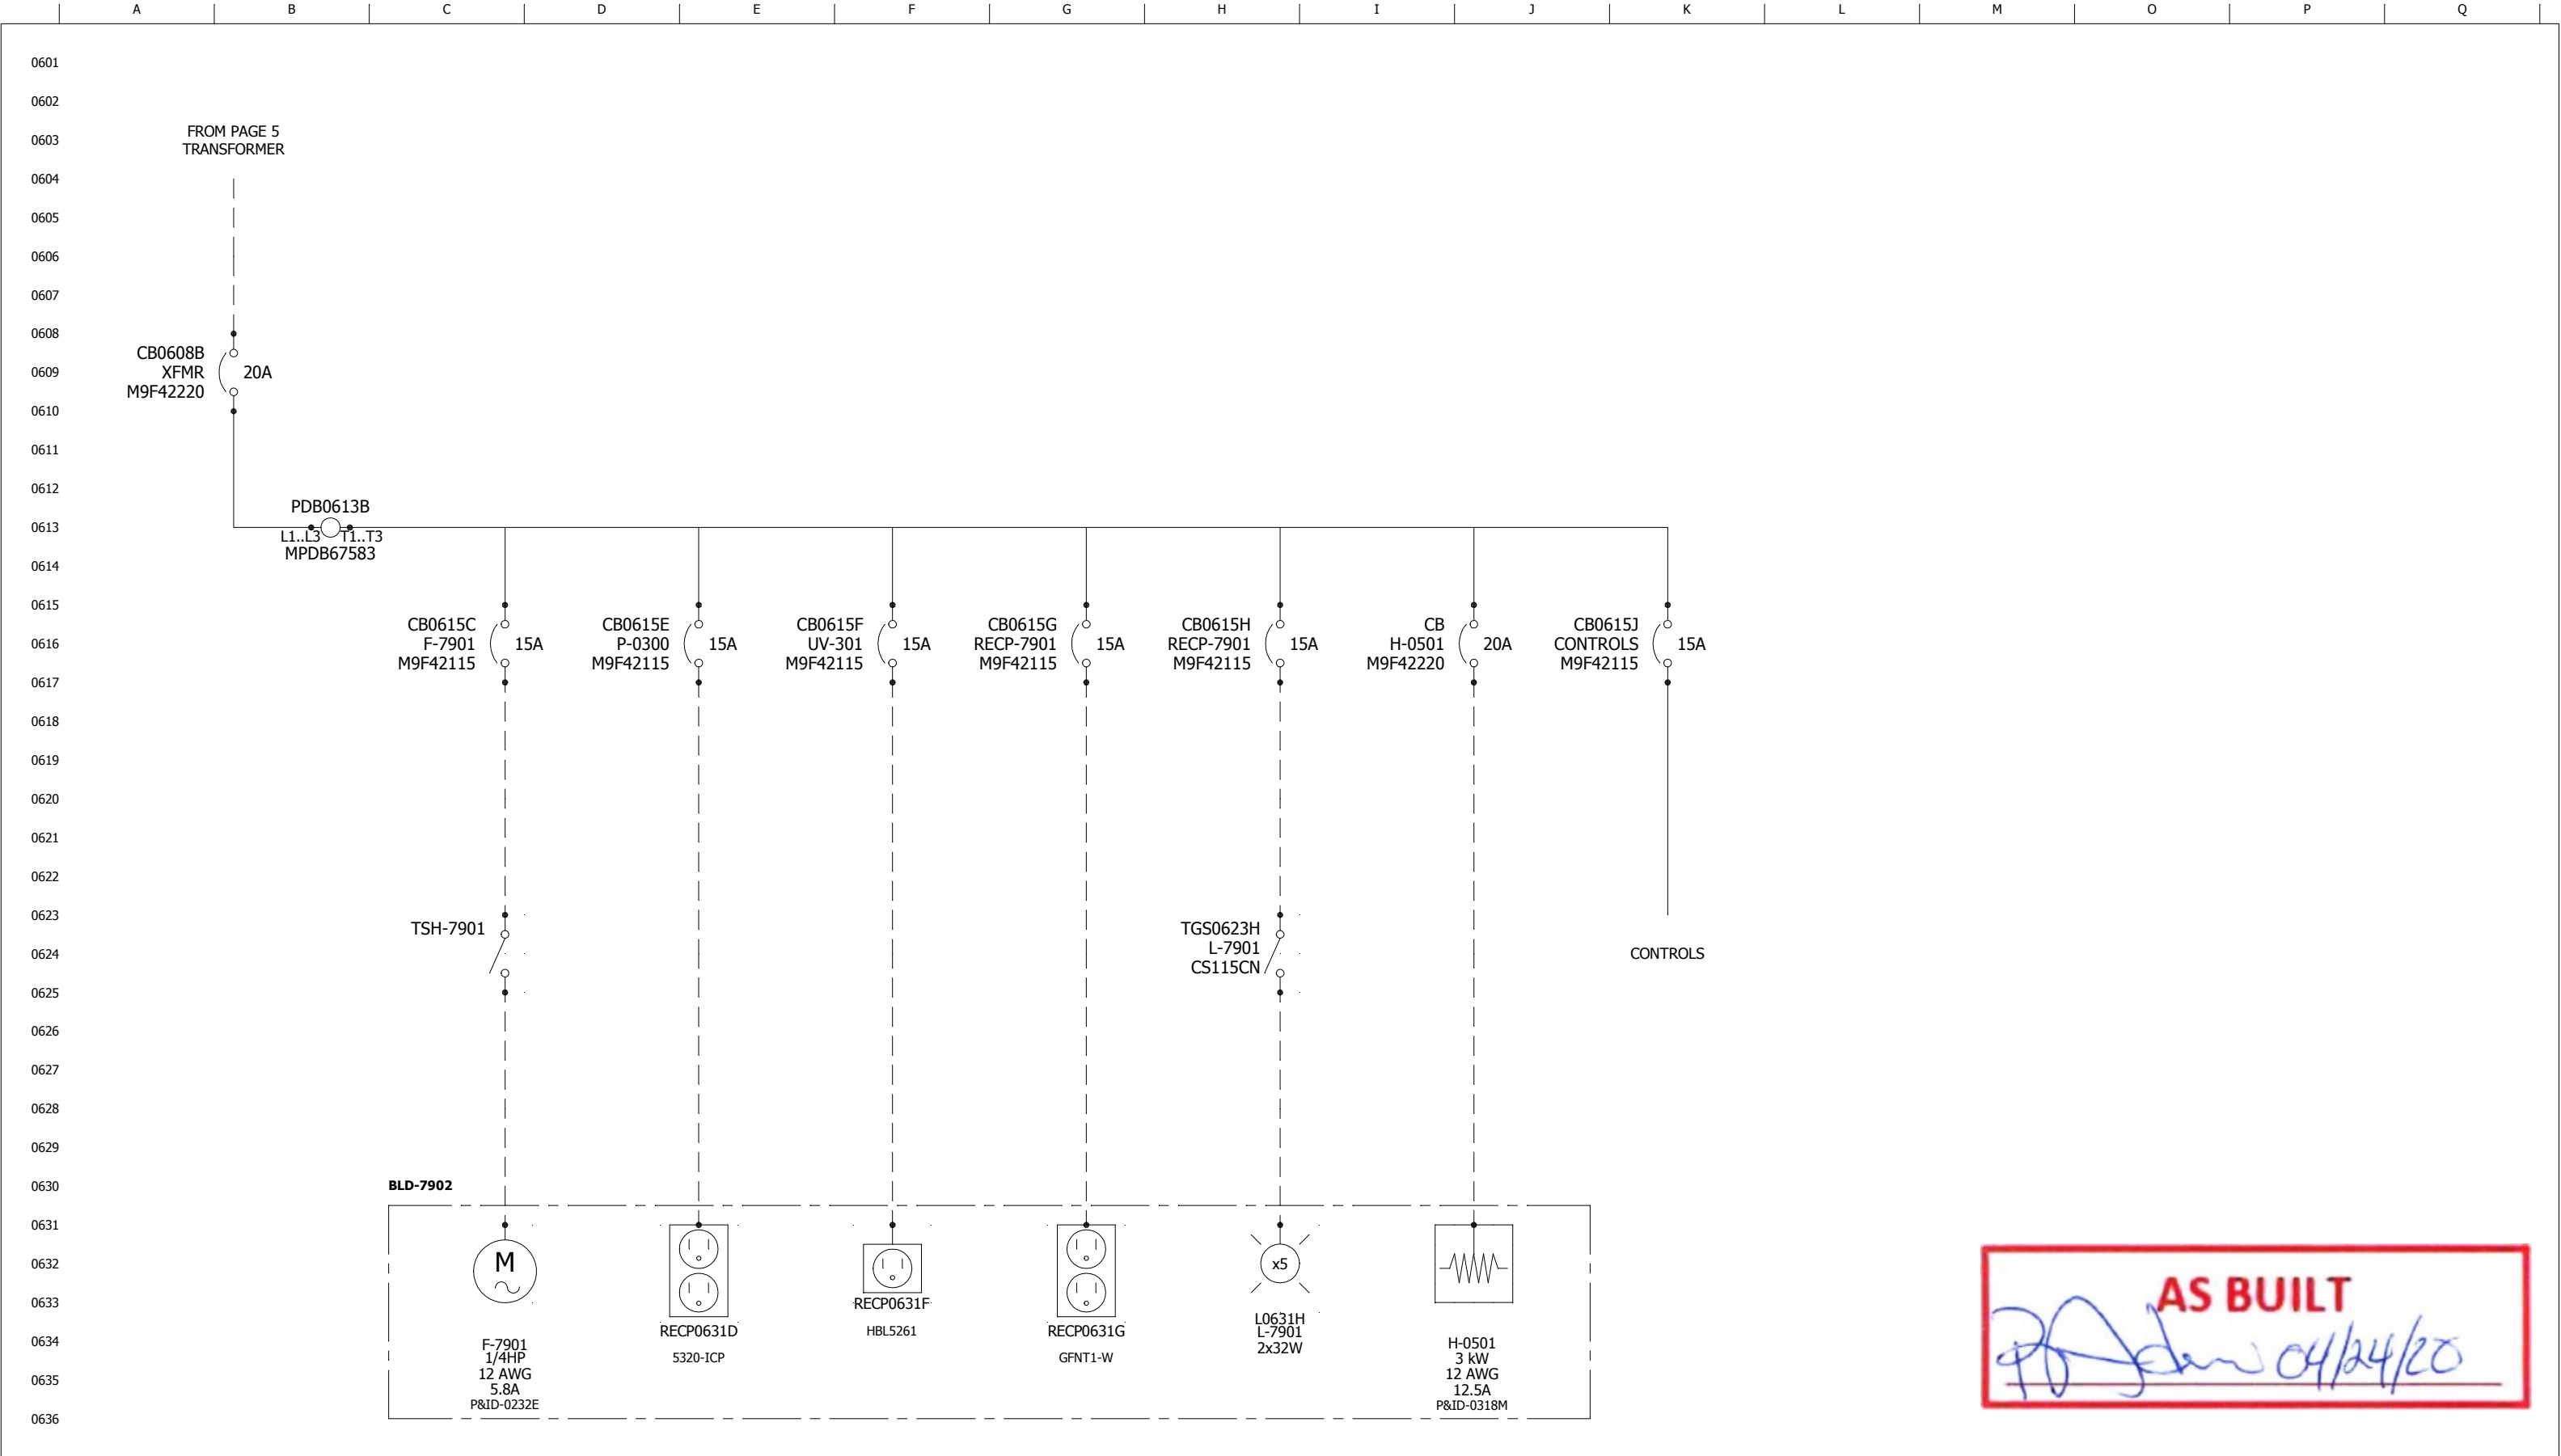 A B C D E F G H I J K L M O P Q
0601
0602
0603
0604
0605
0606
0607
0608
0609
0610
0611
0612
0613
0614
0615
0616
0617
0618
0619
0620
0621
0622
0623
0624
0625
0626
0627
0628
0629
0630
0631
0632
0633
0634
0635
0636
FROM PAGE 5
TRANSFORMER
CB0608B
XFMR
M9F42220
20A
PDB0613B
L1..L3 T1..T3
MPDB67583
CB0615C
F-7901
M9F42115
15A
CB0615E
P-0300
M9F42115
15A
CB0615F
UV-301
M9F42115
15A
CB0615G
RECP-7901
M9F42115
15A
CB0615H
RECP-7901
M9F42115
15A
CB
H-0501
M9F42220
20A
CB0615J
CONTROLS
M9F42115
15A
TSH-7901
TGS0623H
L-7901
CS115CN
CONTROLS
BLD-7902
M
F-7901
1/4HP
12 AWG
5.8A
P&ID-0232E
RECP0631D
5320-ICP
RECP0631F
HBL5261
RECP0631G
GFNT1-W
x5
L0631H
L-7901
2x32W
H-0501
3 kW
12 AWG
12.5A
P&ID-0318M
AS BUILT
04/24/20